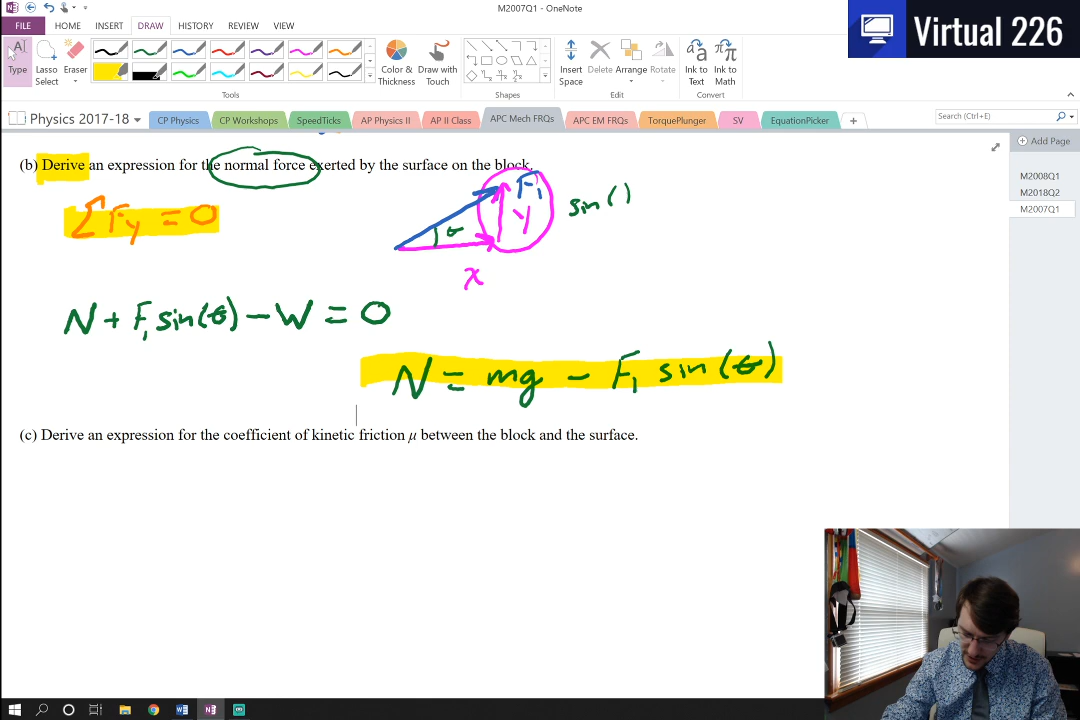 M2007Q1 - OneNote
Virtual 226
FILE HOME INSERT DRAW HISTORY REVIEW VIEW
Type
Lasso Select
Eraser
Color & Thickness
Draw with Touch
Insert Space
Delete
Arrange
Rotate
Ink to Text
Ink to Math
Tools
Shapes
Edit
Convert
Physics 2017-18 CP Physics CP Workshops SpeedTicks AP Physics II AP II Class APC Mech FRQs APC EM FRQs TorquePlunger SV EquationPicker
Search (Ctrl+E)
Add Page
M2008Q1
M2018Q2
M2007Q1
(b) Derive an expression for the normal force exerted by the surface on the block.
ΣFy = 0
F₁
y
θ
x
sin()
N + F₁ sin(θ) - W = 0
N = mg - F₁ sin(θ)
(c) Derive an expression for the coefficient of kinetic friction μ between the block and the surface.